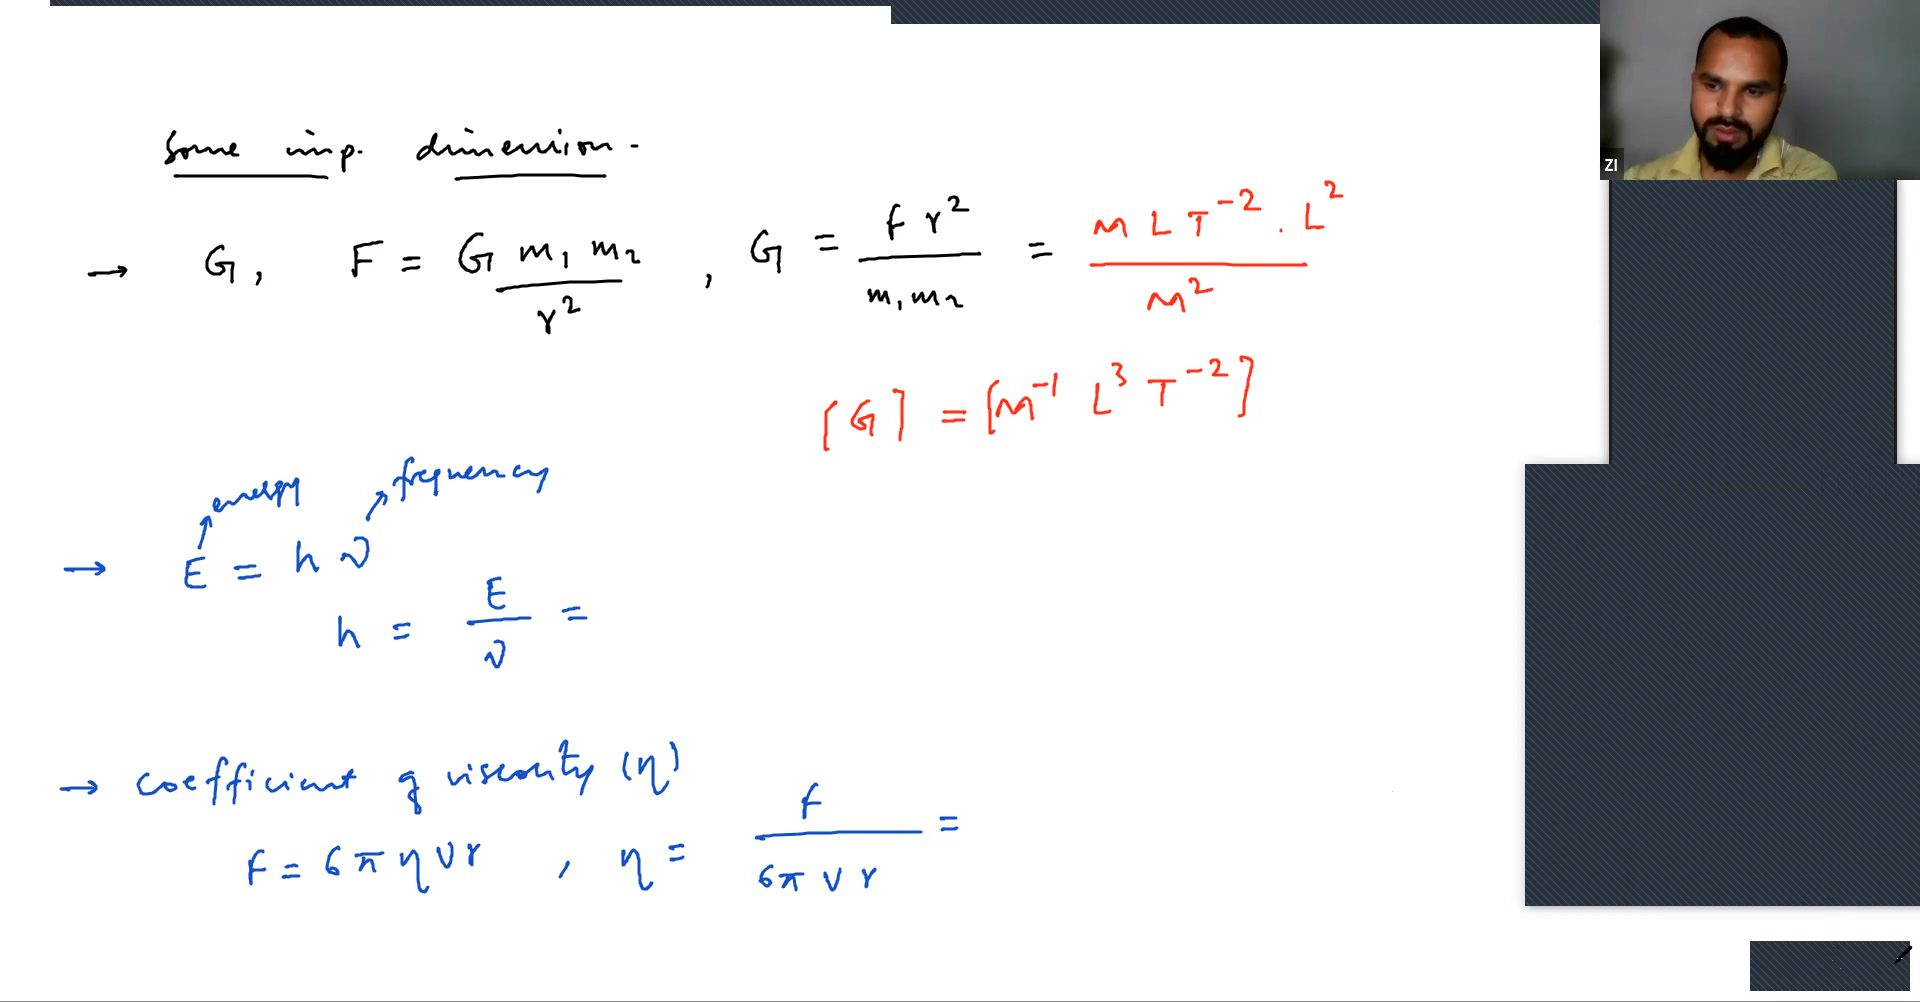 Some imp. dimension.
→ G, F = G m₁ m₂ / r² , G = F r² / m₁ m₂ = M L T⁻² . L² / M²
[G] = [M⁻¹ L³ T⁻²]
energy frequency
→ E = h ν
h = E / ν =
→ coefficient of viscosity (η)
F = 6 π η v r , η = F / 6π v r =
ZI